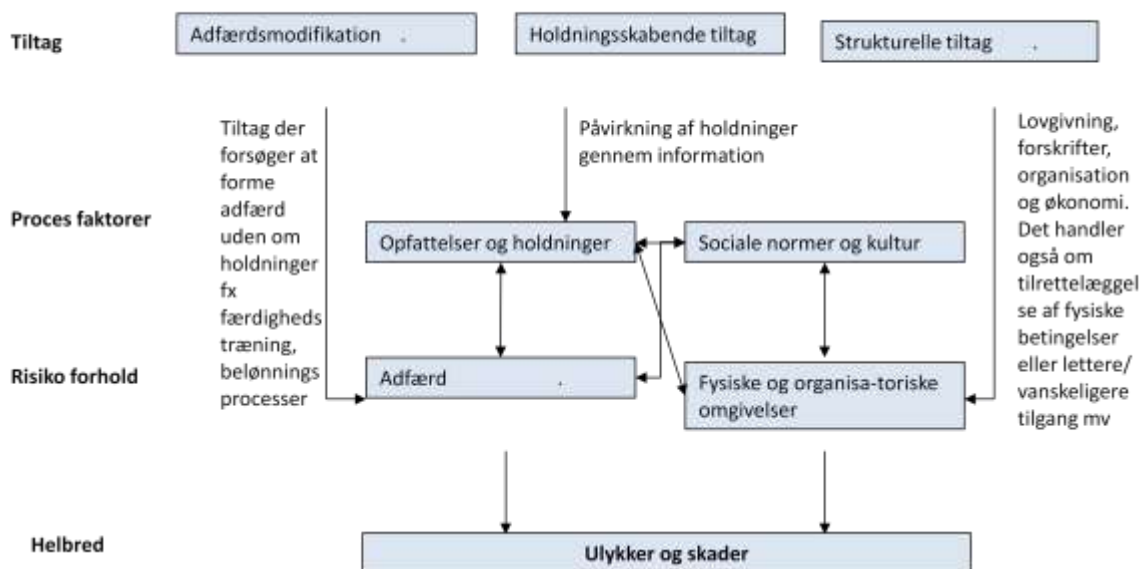 Tiltag
Adfærdsmodifikation .
Holdningsskabende tiltag
Strukturelle tiltag .
Tiltag der
forsøger at
forme
adfærd
uden om
holdninger
fx
færdigheds
træning,
belønnings
processer
Påvirkning af holdninger
gennem information
Lovgivning,
forskrifter,
organisation
og økonomi.
Det handler
også om
tilrettelæggel
se af fysiske
betingelser
eller lettere/
vanskeligere
tilgang mv
Proces faktorer
Opfattelser og holdninger
Sociale normer og kultur
Risiko forhold
Adfærd .
Fysiske og organisa-toriske
omgivelser
Helbred
Ulykker og skader